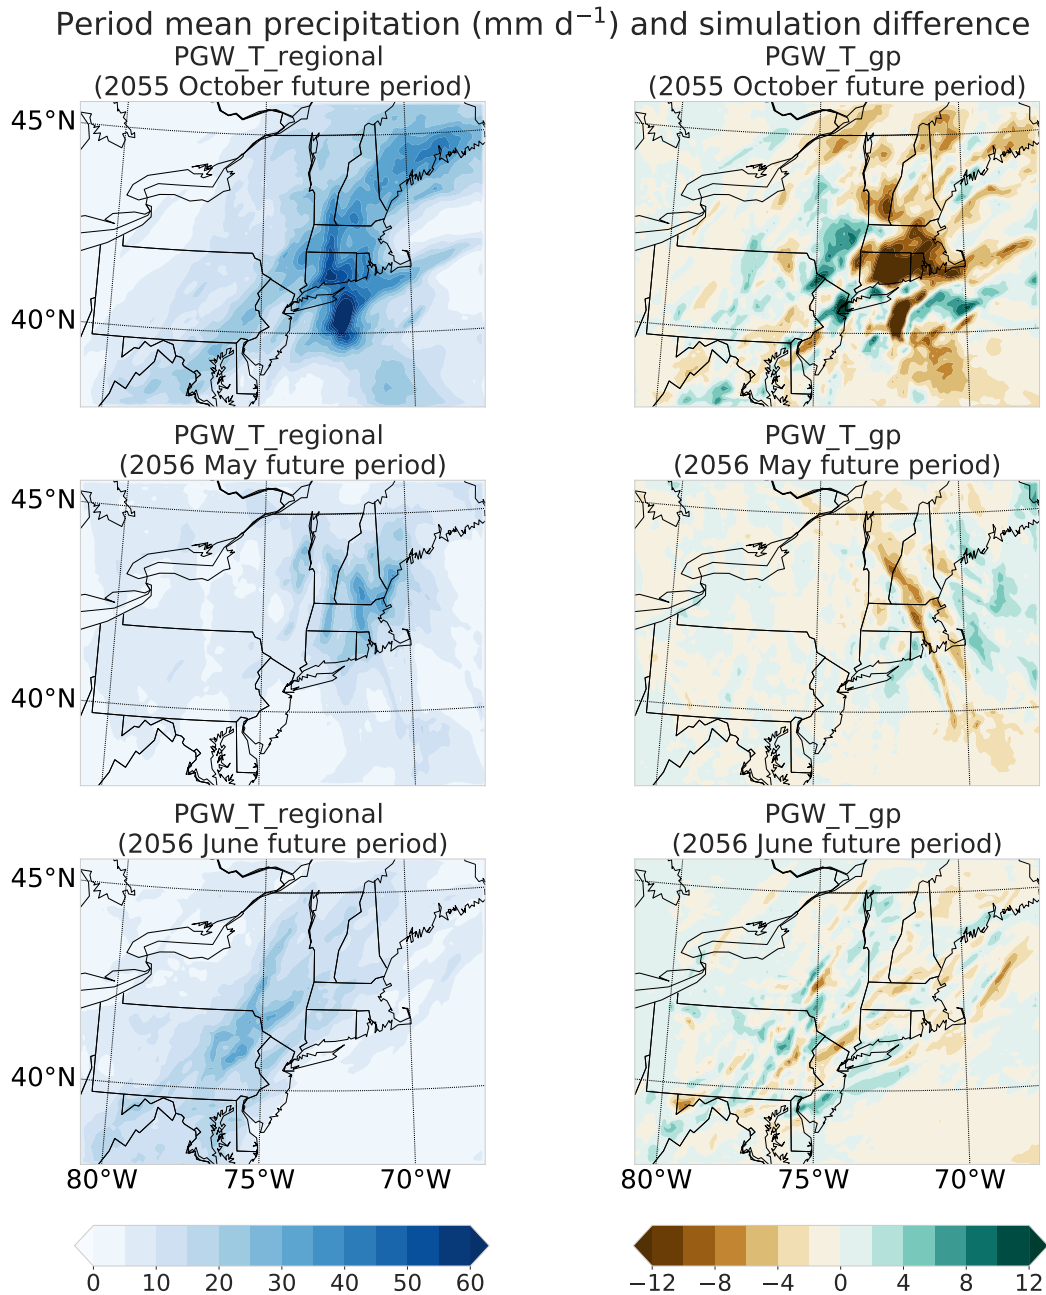 Period mean precipitation (mm d⁻¹) and simulation difference
PGW_T_regional
(2055 October future period)
PGW_T_gp
(2055 October future period)
45°N
40°N
PGW_T_regional
(2056 May future period)
PGW_T_gp
(2056 May future period)
45°N
40°N
PGW_T_regional
(2056 June future period)
PGW_T_gp
(2056 June future period)
45°N
40°N
80°W 75°W 70°W
80°W 75°W 70°W
0 10 20 30 40 50 60
−12 −8 −4 0 4 8 12